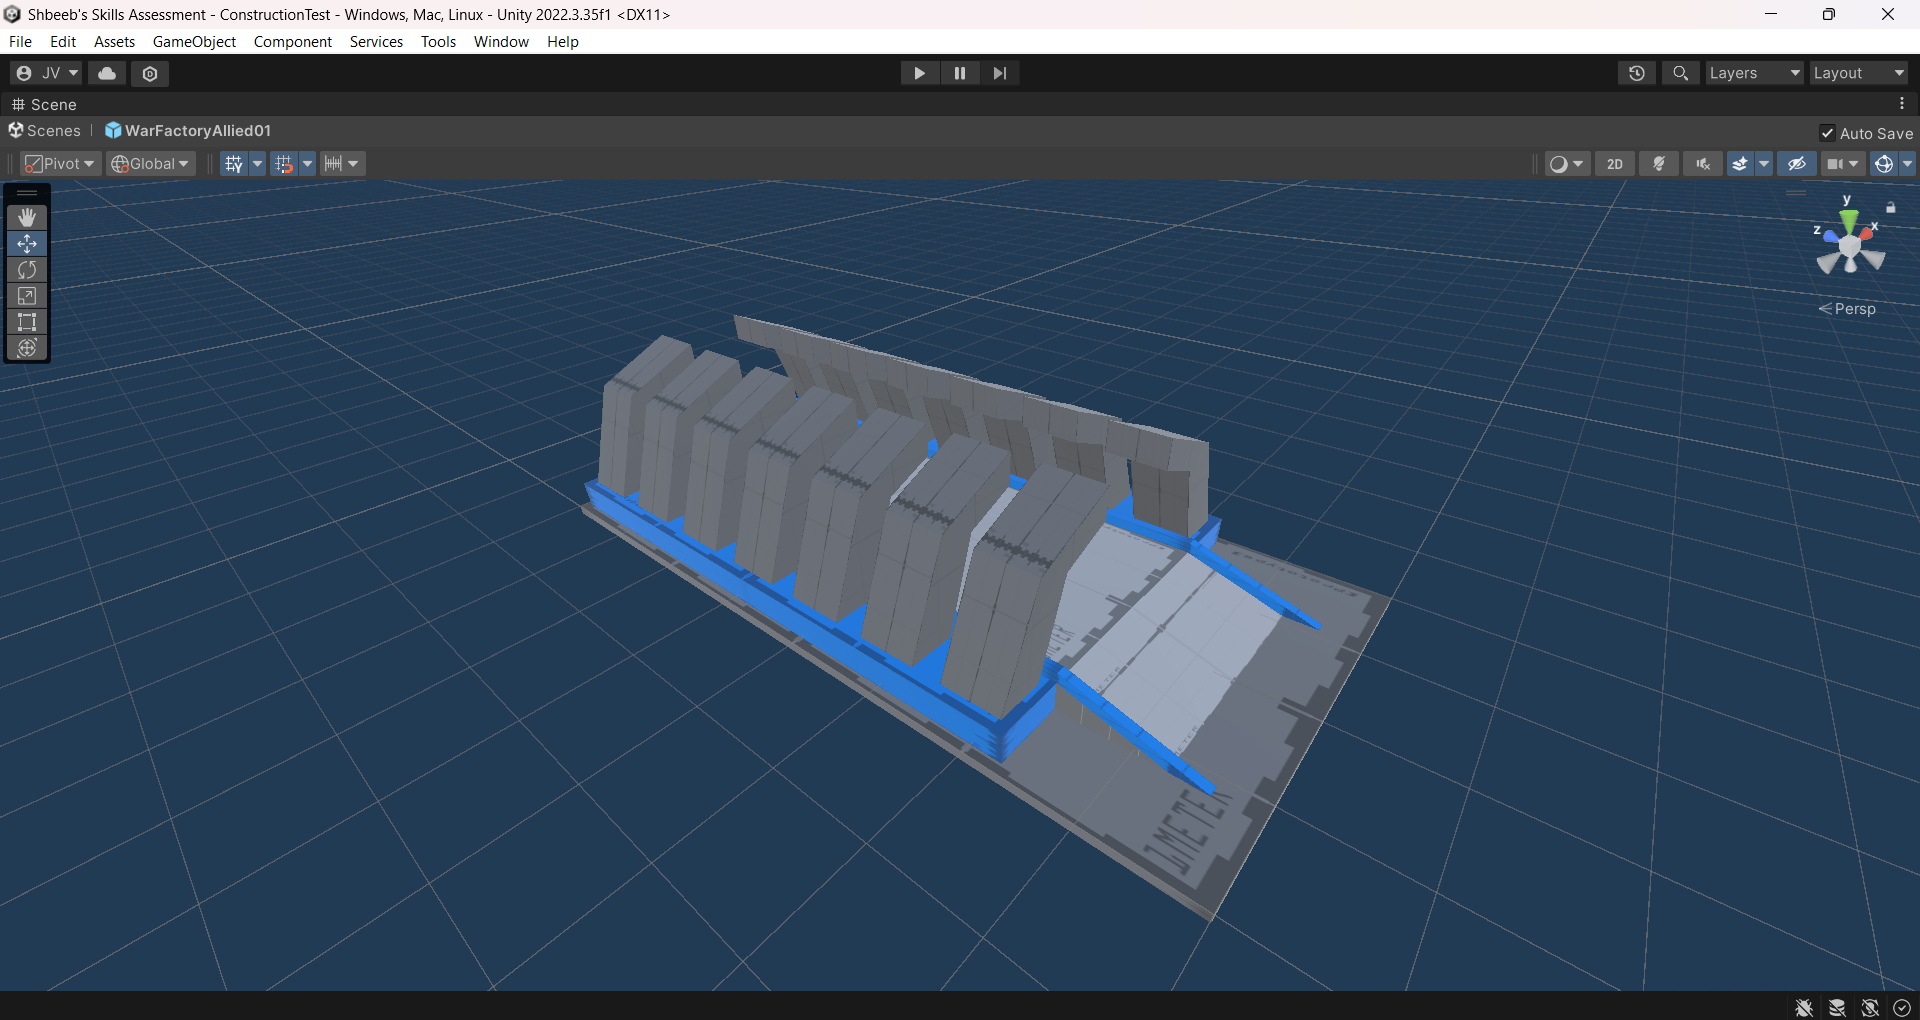 Shbeeb's Skills Assessment - ConstructionTest - Windows, Mac, Linux - Unity 2022.3.35f1 <DX11>
File Edit Assets GameObject Component Services Tools Window Help
JV Layers Layout
Scene
Scenes | WarFactoryAllied01 Auto Save
Pivot Global 2D
y
x
z
Persp
1METER